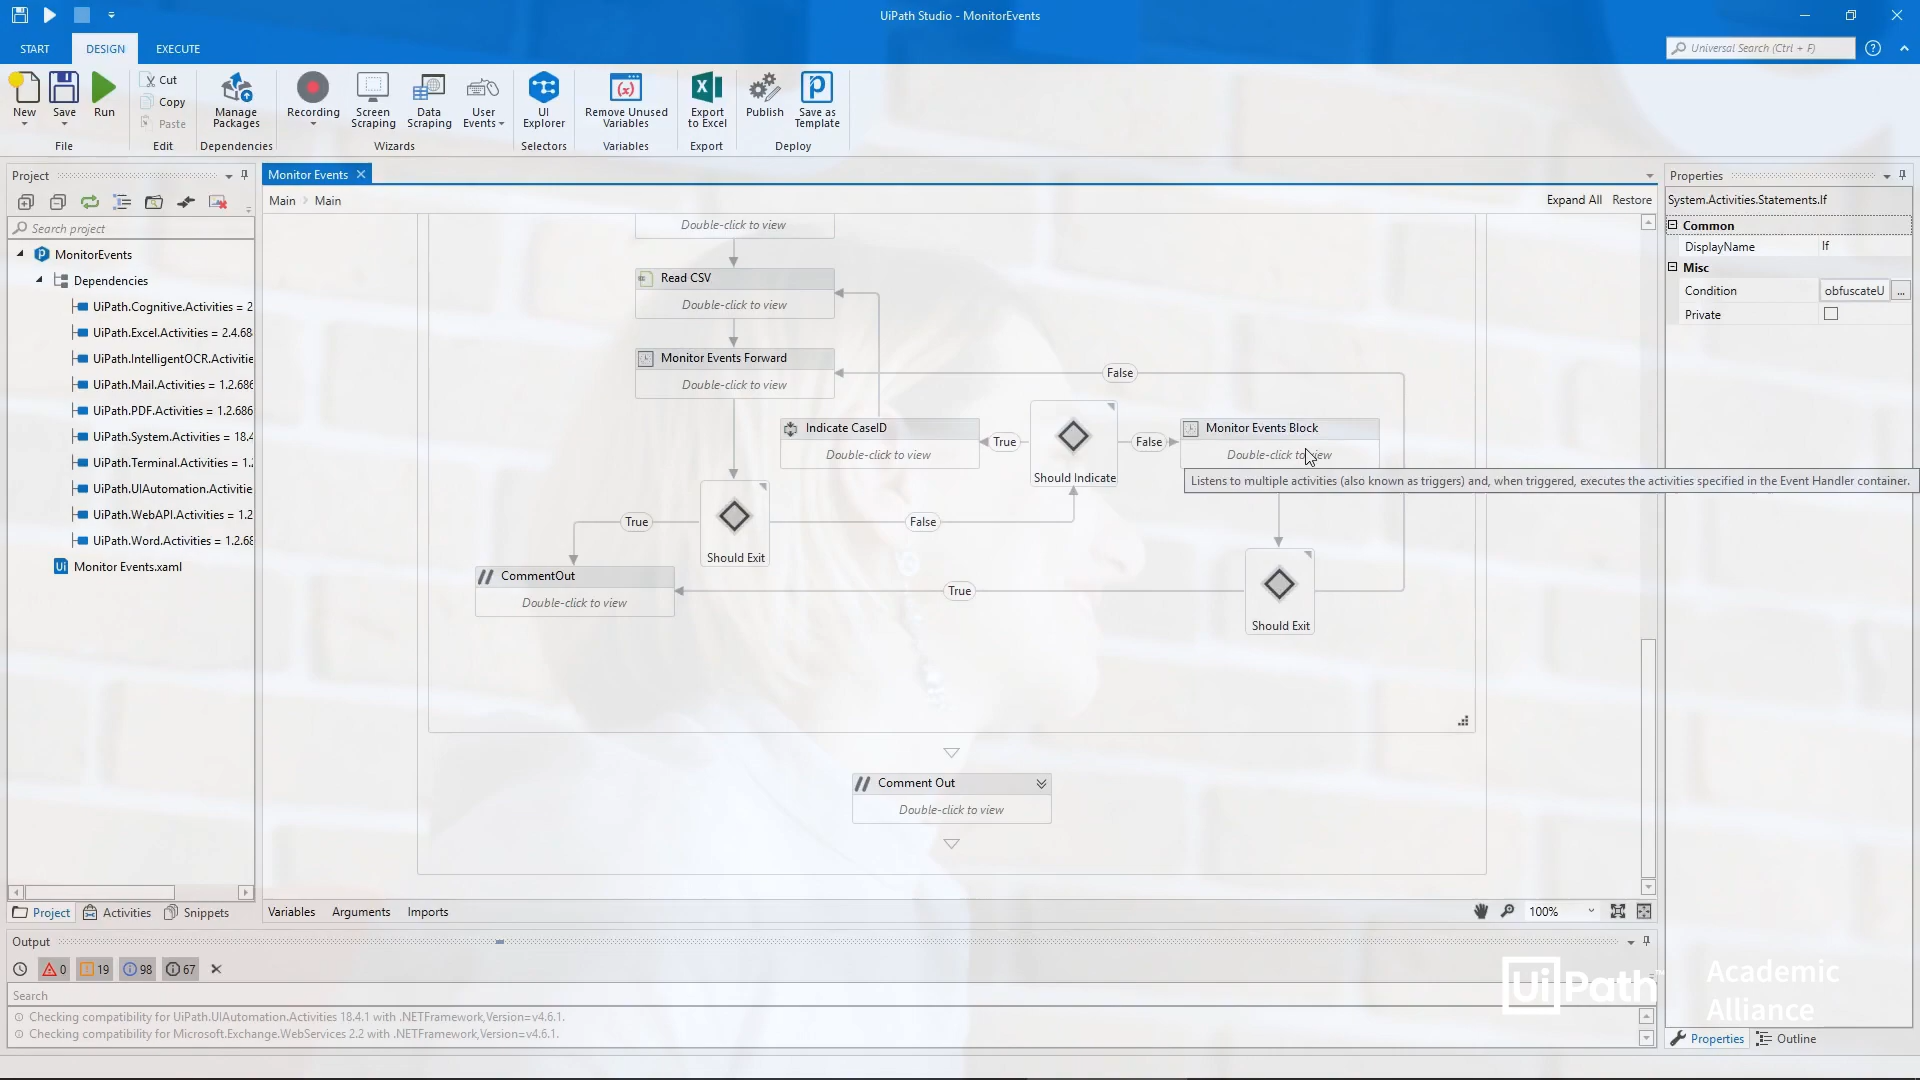 UiPath Studio - MonitorEvents
START
DESIGN
EXECUTE
Universal Search (Ctrl + F)
New
Save
Run
Cut
Copy
Paste
Manage
Packages
Recording
Screen
Scraping
Data
Scraping
User
Events
UI
Explorer
Remove Unused
Variables
Export
to Excel
Publish
Save as
Template
File
Edit
Dependencies
Wizards
Selectors
Variables
Export
Deploy
Project
Search project
MonitorEvents
Dependencies
UiPath.Cognitive.Activities = 2
UiPath.Excel.Activities = 2.4.68
UiPath.IntelligentOCR.Activitie
UiPath.Mail.Activities = 1.2.686
UiPath.PDF.Activities = 1.2.686
UiPath.System.Activities = 18.4
UiPath.Terminal.Activities = 1.2
UiPath.UIAutomation.Activitie
UiPath.WebAPI.Activities = 1.2
UiPath.Word.Activities = 1.2.68
Monitor Events.xaml
Project
Activities
Snippets
Monitor Events
Main > Main
Expand All
Restore
Double-click to view
Read CSV
Double-click to view
Monitor Events Forward
Double-click to view
False
Indicate CaseID
Double-click to view
True
Should Indicate
False
Monitor Events Block
Double-click to view
Listens to multiple activities (also known as triggers) and, when triggered, executes the activities specified in the Event Handler container.
True
Should Exit
False
CommentOut
Double-click to view
True
Should Exit
Comment Out
Double-click to view
Variables
Arguments
Imports
100%
Properties
System.Activities.Statements.If
Common
DisplayName
If
Misc
Condition
obfuscateU
...
Private
Output
0
19
98
67
Search
Checking compatibility for UiPath.UIAutomation.Activities 18.4.1 with .NETFramework,Version=v4.6.1.
Checking compatibility for Microsoft.Exchange.WebServices 2.2 with .NETFramework,Version=v4.6.1.
UiPath™
Academic
Alliance
Properties
Outline